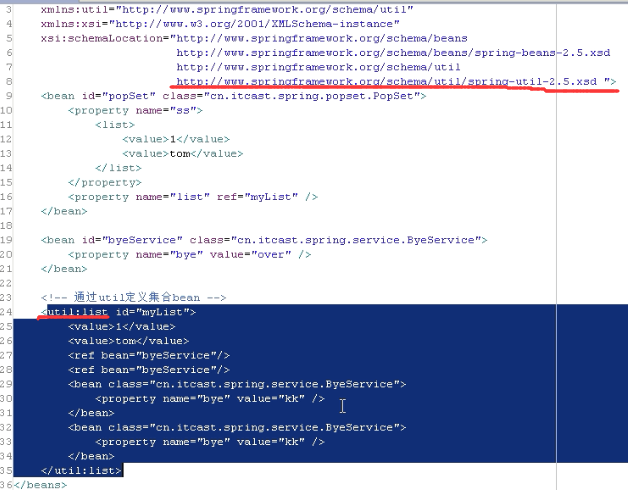 3 xmlns:util="http://www.springframework.org/schema/util"
4 xmlns:xsi="http://www.w3.org/2001/XMLSchema-instance"
5 xsi:schemaLocation="http://www.springframework.org/schema/beans
6 http://www.springframework.org/schema/beans/spring-beans-2.5.xsd
7 http://www.springframework.org/schema/util
8 http://www.springframework.org/schema/util/spring-util-2.5.xsd ">
9 <bean id="popSet" class="cn.itcast.spring.popset.PopSet">
10 <property name="ss">
11 <list>
12 <value>1</value>
13 <value>tom</value>
14 </list>
15 </property>
16 <property name="list" ref="myList" />
17 </bean>
18
19 <bean id="byeService" class="cn.itcast.spring.service.ByeService">
20 <property name="bye" value="over" />
21 </bean>
22
23 <!-- 通过util定义集合bean -->
24 <util:list id="myList">
25 <value>1</value>
26 <value>tom</value>
27 <ref bean="byeService"/>
28 <ref bean="byeService"/>
29 <bean class="cn.itcast.spring.service.ByeService">
30 <property name="bye" value="kk" />
31 </bean>
32 <bean class="cn.itcast.spring.service.ByeService">
33 <property name="bye" value="kk" />
34 </bean>
35 </util:list>
36 </beans>